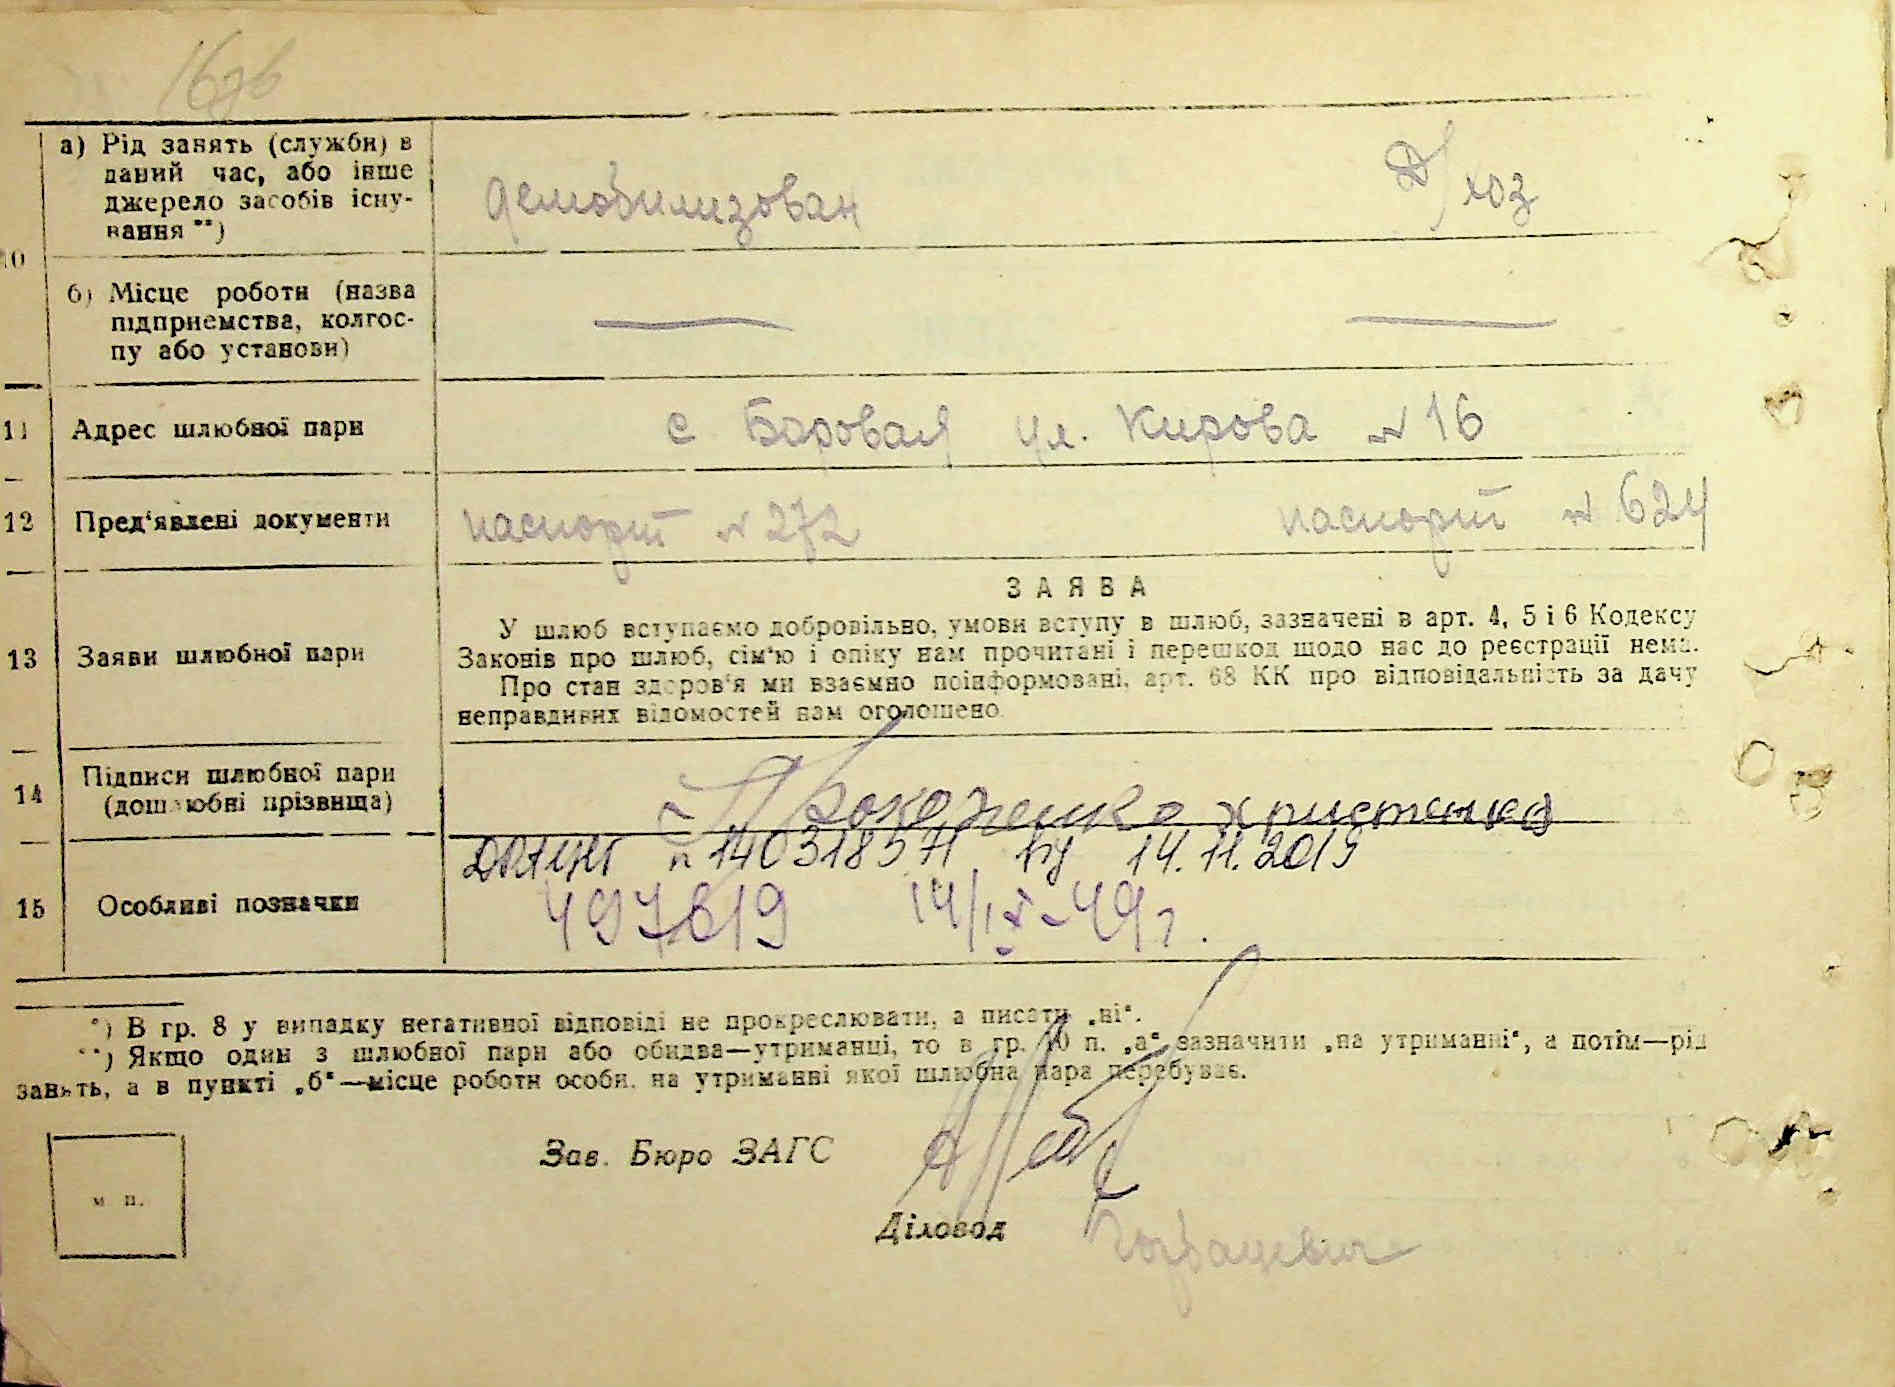 а) Рід занять (служби) в
даний час, або інше
джерело засобів існу-
вання **)
демобилизован
Д/хоз
10
б) Місце роботи (назва
підприємства, колгос-
пу або установи)
11 Адрес шлюбної пари
с. Боровая ул. Кирова № 16
12 Пред'явлені документи
паспорт № 272
паспорт № 624
ЗАЯВА
У шлюб вступаємо добровільно, умови вступу в шлюб, зазначені в арт. 4, 5 і 6 Кодексу
13 Заяви шлюбної пари
Законів про шлюб, сім'ю і опіку нам прочитані і перешкод щодо нас до реєстрації нема.
Про стан здоров'я ми взаємно поінформовані, арт. 68 КК про відповідальність за дачу
неправдивих відомостей нам оголошено.
14 Підписи шлюбної пари
(дошлюбні прізвища)
15 Особливі позначки
14.11.2019
497619 14/IX-49 г.
*) В гр. 8 у випадку негативної відповіді не прокреслювати, а писати „ні“.
**) Якщо один з шлюбної пари або обидва—утриманці, то в гр. 10 п. „а“ зазначити „на утриманні“, а потім—рід
занять, а в пункті „б“—місце роботи особи, на утриманні якої шлюбна пара перебуває.
Зав. Бюро ЗАГС
м п.
Діловод